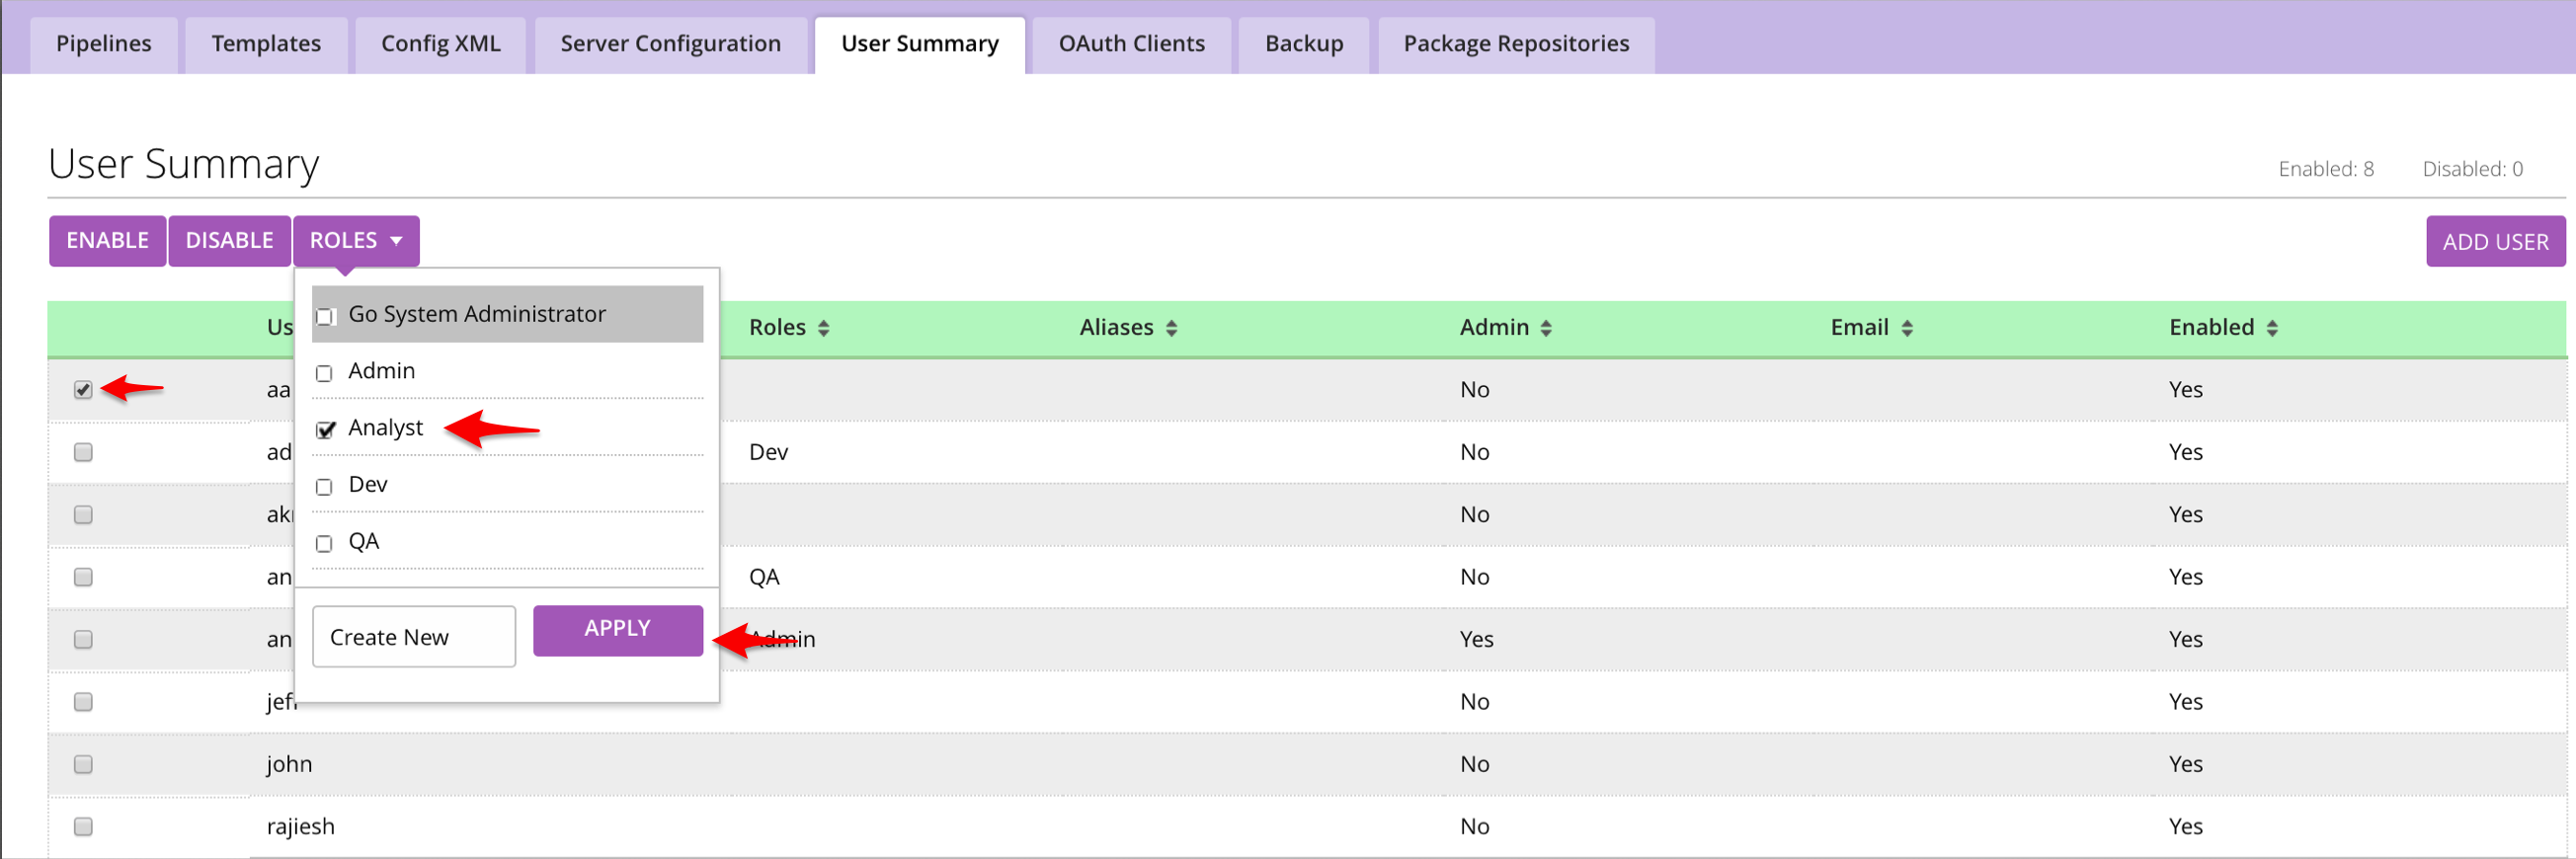 Pipelines Templates Config XML Server Configuration User Summary OAuth Clients Backup Package Repositories
User Summary
Enabled: 8 Disabled: 0
ENABLE DISABLE ROLES
ADD USER
Go System Administrator
Admin
Analyst
Dev
QA
Create New APPLY
Us Roles Aliases Admin Email Enabled
aa No Yes
ad Dev No Yes
No Yes
an QA No Yes
an Admin Yes Yes
jeff No Yes
john No Yes
rajiesh No Yes